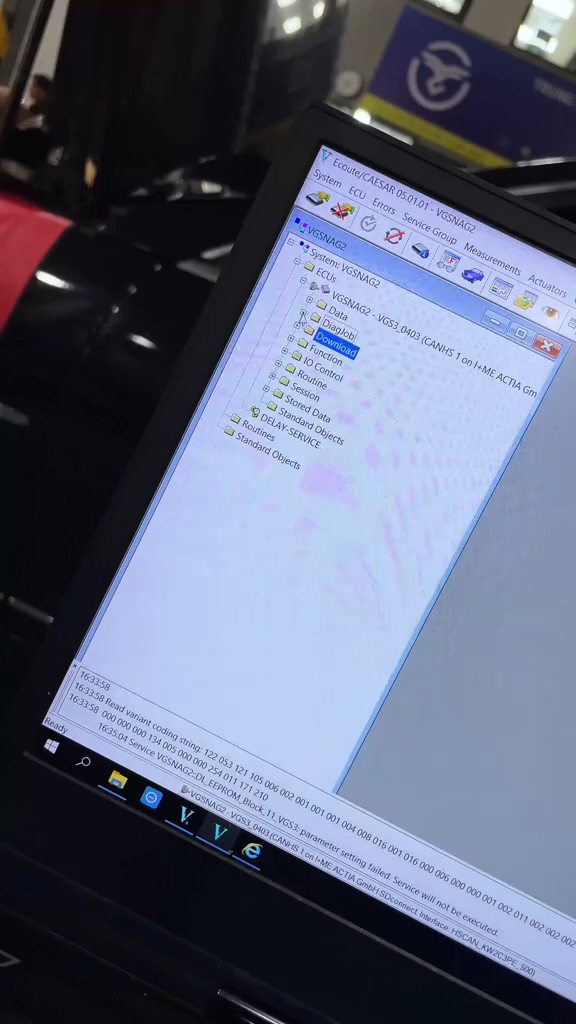 TRUNG
Ecoute/CAESAR 05.01.01 - VGSNAG2
System ECU Errors Service Group Measurements Actuators
VGSNAG2
System: VGSNAG2
ECUs
VGSNAG2 - VGS3_0403 (CANHS 1 on I+ME ACTIA Gm
Data
DiagJob
Download
Function
IO Control
Routine
Session
Stored Data
Standard Objects
DELAY-SERVICE
Routines
Standard Objects
16:33:58
16:33:58 Read variant coding string: 122 053 121 105 006 002 001 001 001 004 008 016 001 016 000 006 000 000 001 002 011 002 002 002
16:33:58 000 000 000 134 005 000 000 254 011 171 210
16:35:04 Service VGSNAG2::DL_EEPROM_Block_11_VGS3: parameter setting failed. Service will not be executed.
Ready
VGSNAG2 - VGS3_0403 (CANHS 1 on I+ME ACTIA GmbH SDconnect, Interface: HSCAN_KW2C3PE_500)